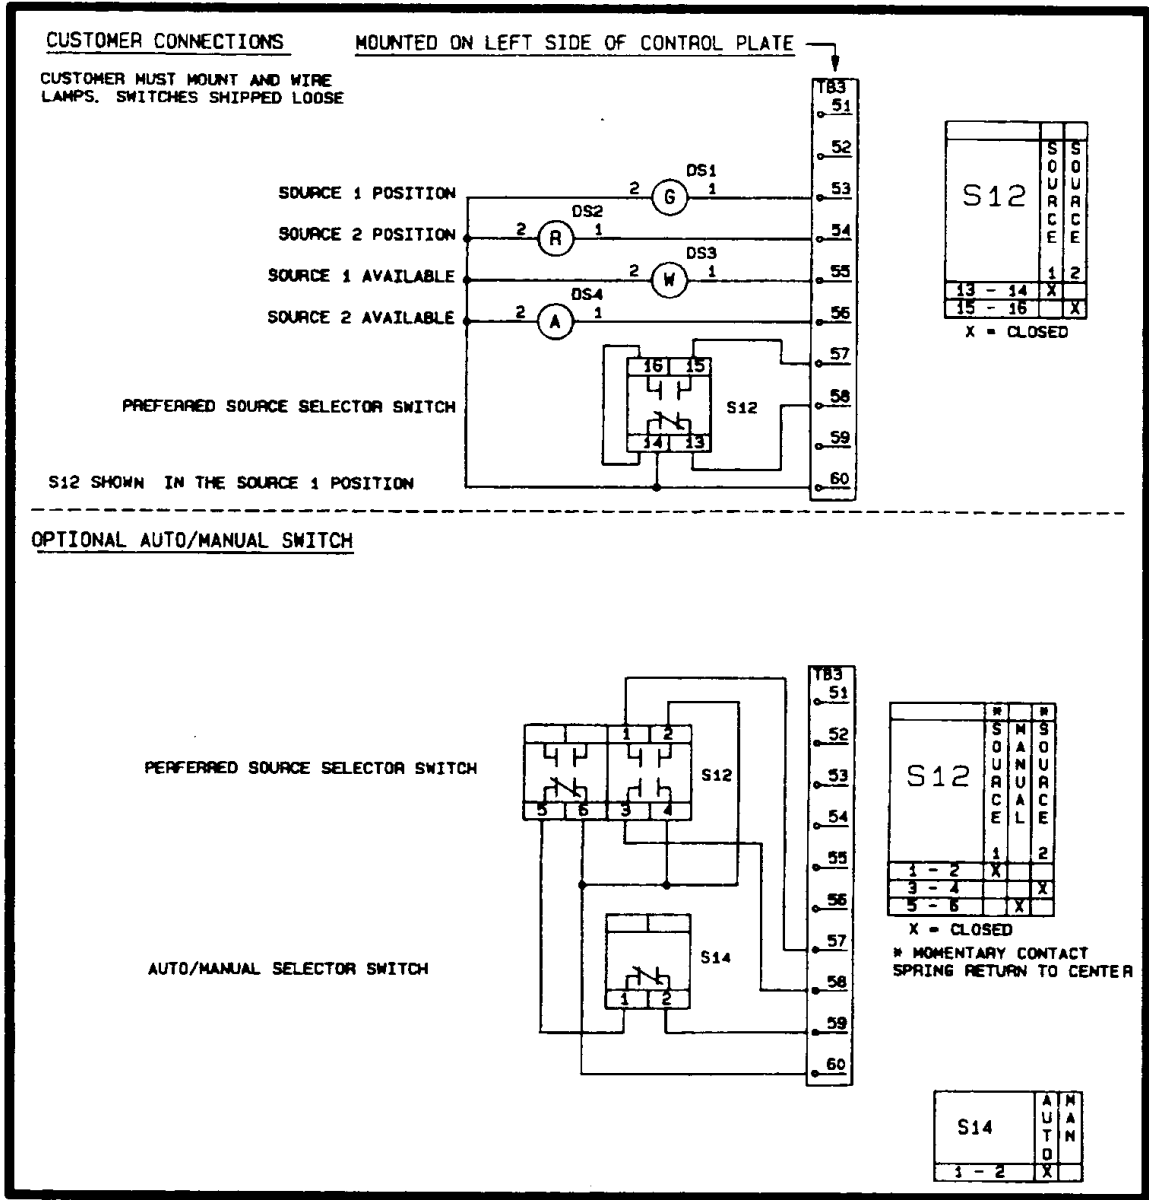 CUSTOMER CONNECTIONS
MOUNTED ON LEFT SIDE OF CONTROL PLATE
CUSTOMER MUST MOUNT AND WIRE
LAMPS. SWITCHES SHIPPED LOOSE
TB3
51
52
DS1
SOURCE 1 POSITION 2 G 1 53
DS2
SOURCE 2 POSITION 2 R 1 54
DS3
SOURCE 1 AVAILABLE 2 W 1 55
DS4
SOURCE 2 AVAILABLE 2 A 1 56
57
16 15
PREFERRED SOURCE SELECTOR SWITCH S12 58
14 13 59
S12 SHOWN IN THE SOURCE 1 POSITION 60
S12
SOURCE 1
SOURCE 2
13 - 14 X
15 - 16 X
X = CLOSED
OPTIONAL AUTO/MANUAL SWITCH
TB3
51
52
53
54
55
56
57
58
59
60
1 2
PERFERRED SOURCE SELECTOR SWITCH S12
5 6 3 4
AUTO/MANUAL SELECTOR SWITCH S14
1 2
* *
S12
SOURCE 1
MANUAL
SOURCE 2
1 - 2 X
3 - 4 X
5 - 6 X
X = CLOSED
* MOMENTARY CONTACT
SPRING RETURN TO CENTER
S14
AUTO
MAN
1 - 2 X